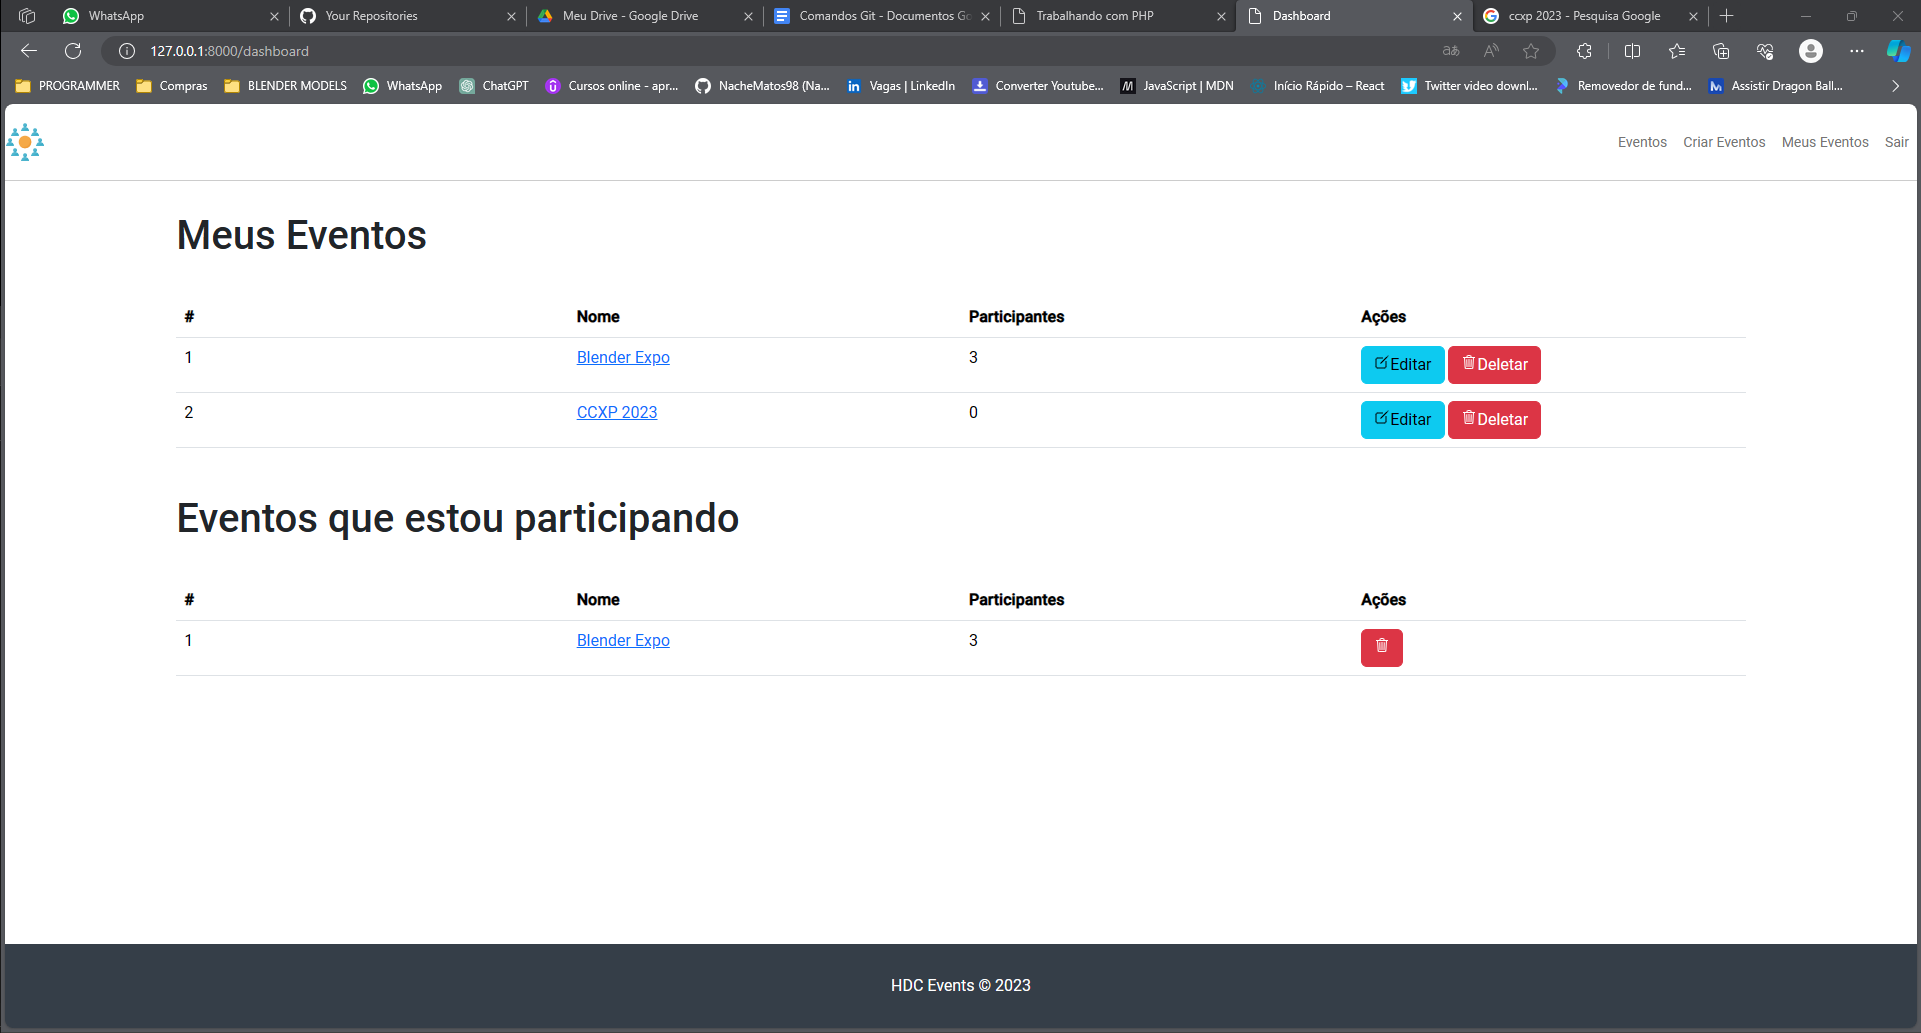 WhatsApp
Your Repositories
Meu Drive - Google Drive
Comandos Git - Documentos Go
Trabalhando com PHP
Dashboard
ccxp 2023 - Pesquisa Google
127.0.0.1:8000/dashboard
PROGRAMMER
Compras
BLENDER MODELS
WhatsApp
ChatGPT
Cursos online - apr...
NacheMatos98 (Na...
Vagas | LinkedIn
Converter Youtube...
JavaScript | MDN
Início Rápido – React
Twitter video downl...
Removedor de fund...
Assistir Dragon Ball...
Eventos
Criar Eventos
Meus Eventos
Sair
Meus Eventos
# Nome Participantes Ações
1 Blender Expo 3 Editar Deletar
2 CCXP 2023 0 Editar Deletar
Eventos que estou participando
# Nome Participantes Ações
1 Blender Expo 3
HDC Events © 2023